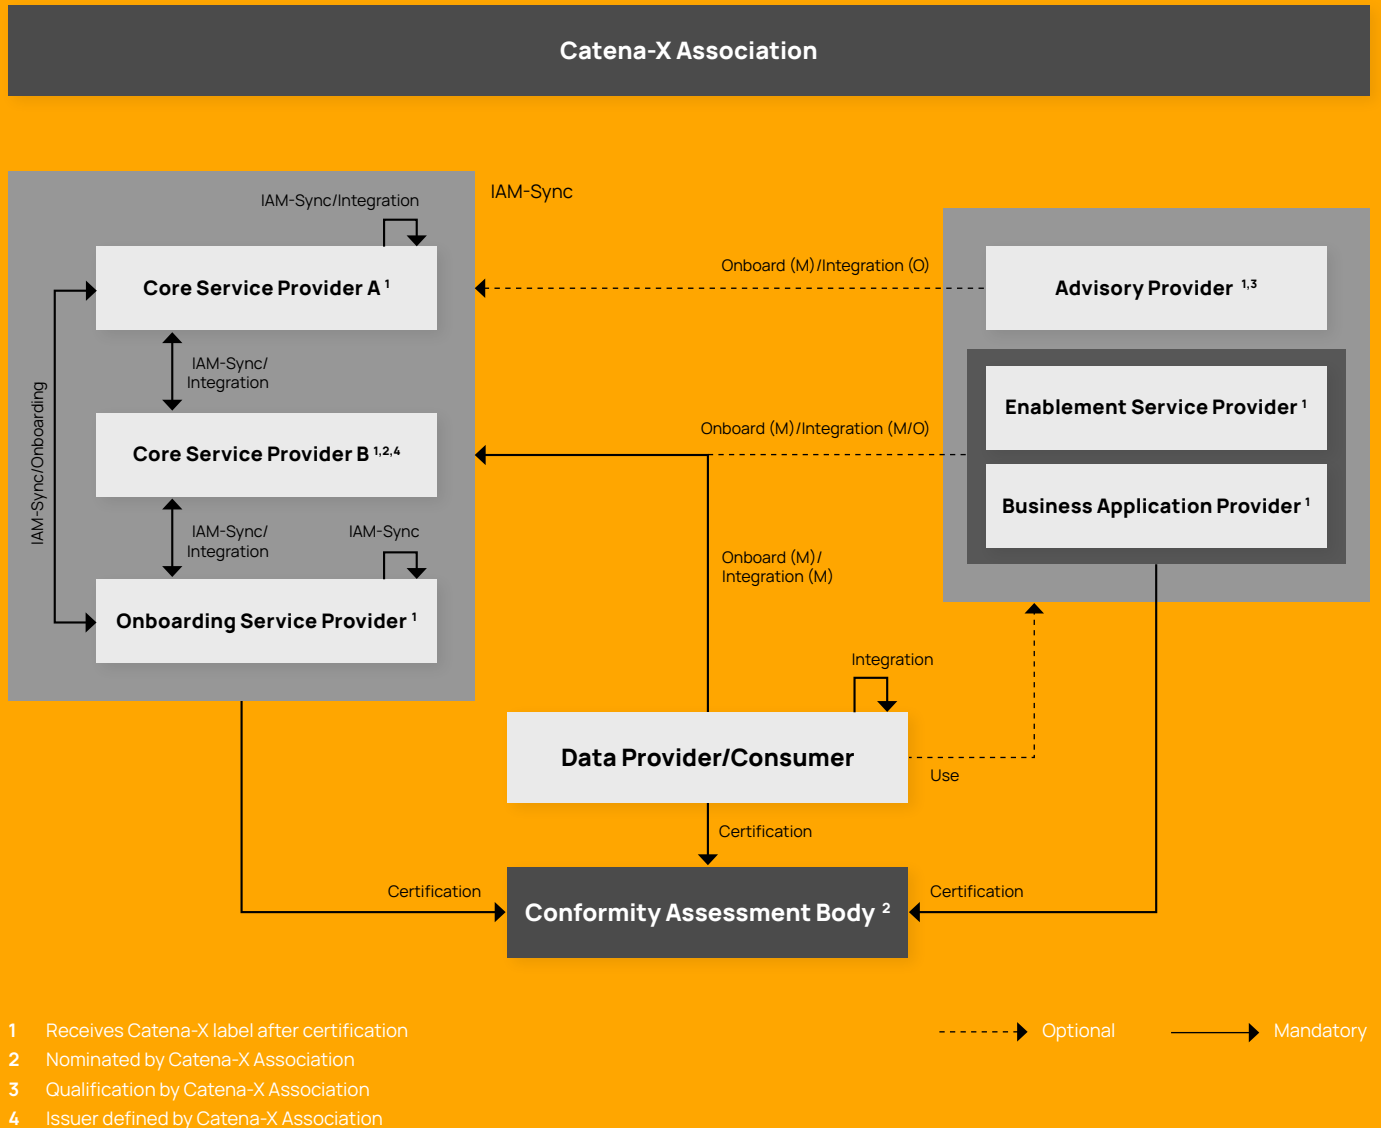 Catena-X Association
IAM-Sync/Integration
IAM-Sync
Core Service Provider A ¹
Onboard (M)/Integration (O)
Advisory Provider ¹,³
IAM-Sync/
Integration
IAM-Sync/Onboarding
Core Service Provider B ¹,²,⁴
Onboard (M)/Integration (M/O)
Enablement Service Provider ¹
Business Application Provider ¹
IAM-Sync/
Integration
IAM-Sync
Onboard (M)/
Integration (M)
Onboarding Service Provider ¹
Integration
Data Provider/Consumer
Use
Certification
Certification
Certification
Conformity Assessment Body ²
1 Receives Catena-X label after certification
2 Nominated by Catena-X Association
3 Qualification by Catena-X Association
4 Issuer defined by Catena-X Association
Optional
Mandatory